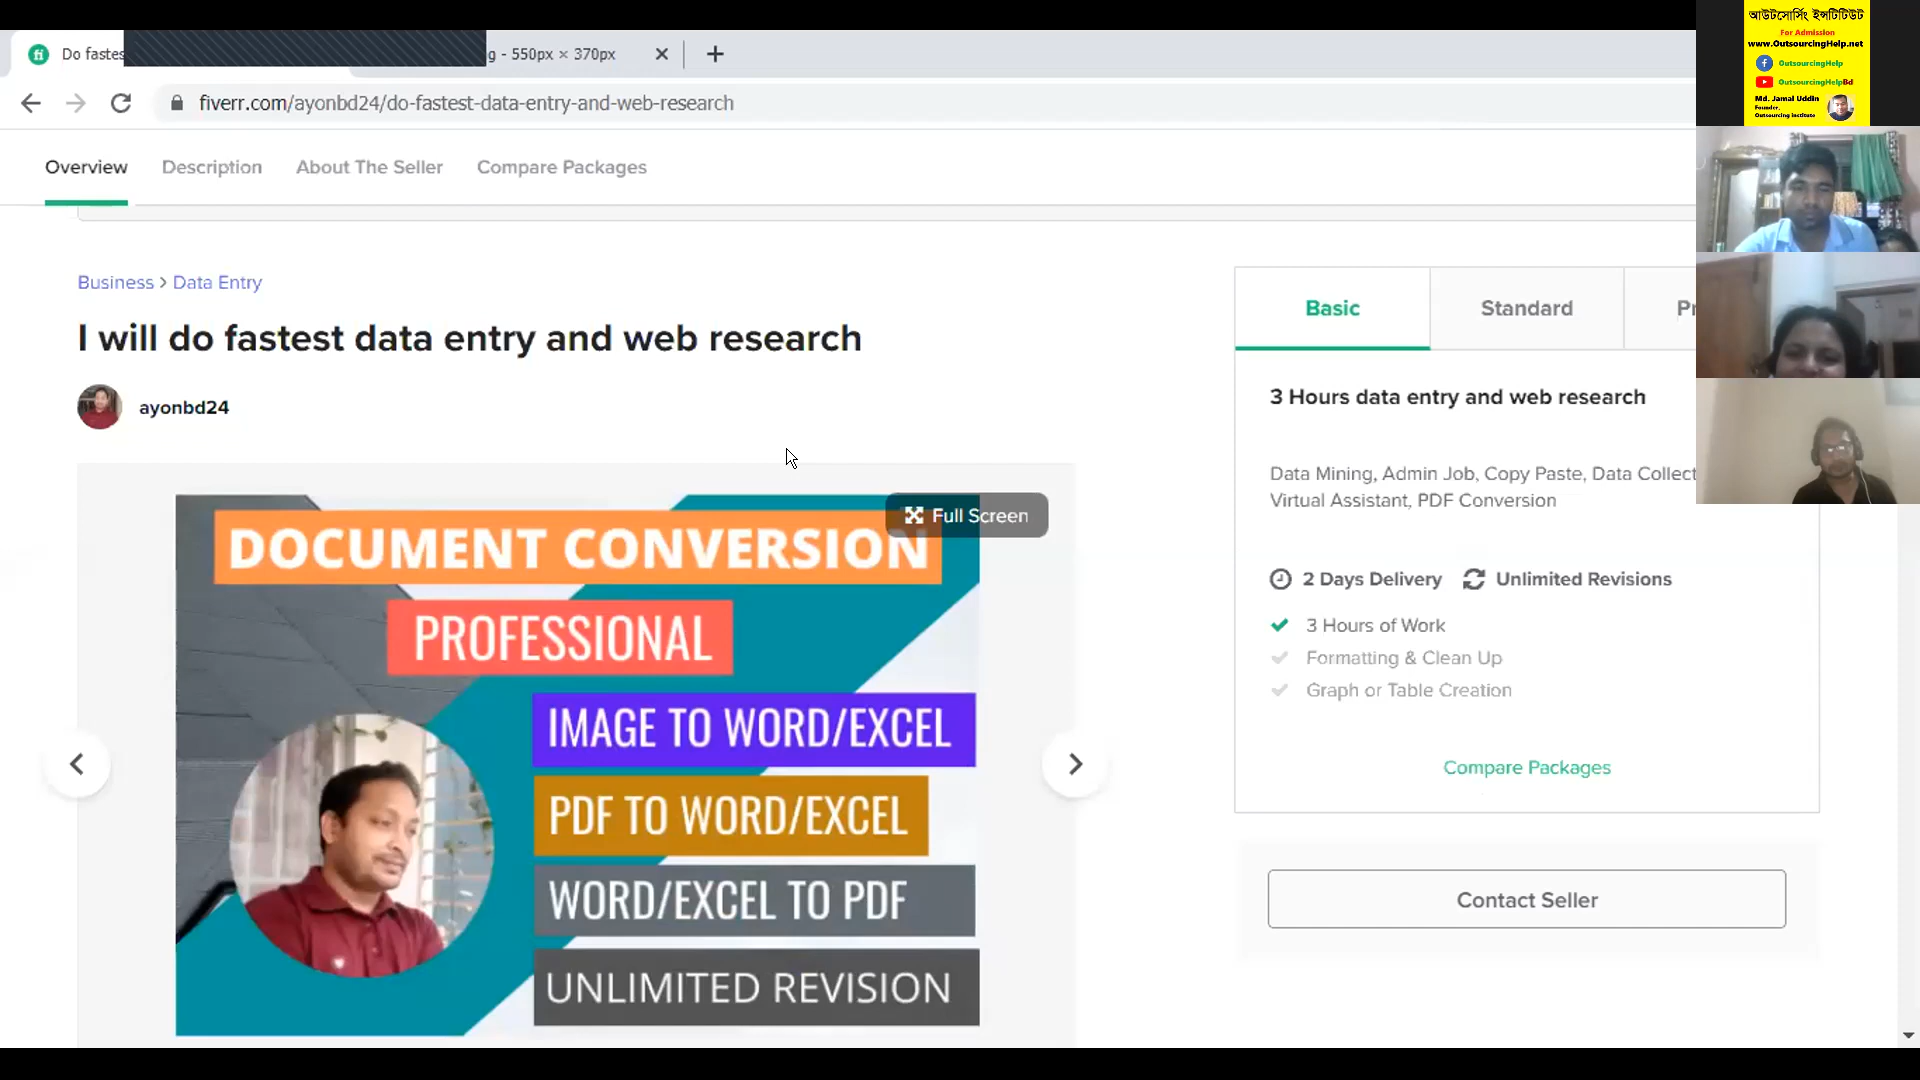 Do fastes
g - 550px × 370px
fiverr.com/ayonbd24/do-fastest-data-entry-and-web-research
Overview
Description
About The Seller
Compare Packages
Business > Data Entry
I will do fastest data entry and web research
ayonbd24
Full Screen
DOCUMENT CONVERSION
PROFESSIONAL
IMAGE TO WORD/EXCEL
PDF TO WORD/EXCEL
WORD/EXCEL TO PDF
UNLIMITED REVISION
Basic
Standard
Pr
3 Hours data entry and web research
Data Mining, Admin Job, Copy Paste, Data Collect
Virtual Assistant, PDF Conversion
2 Days Delivery
Unlimited Revisions
3 Hours of Work
Formatting & Clean Up
Graph or Table Creation
Compare Packages
Contact Seller
আউটসোর্সিং ইন্সটিটিউট
For Admission
www.OutsourcingHelp.net
OutsourcingHelp
OutsourcingHelpBd
Md. Jamal Uddin
Founder,
Outsourcing Institute